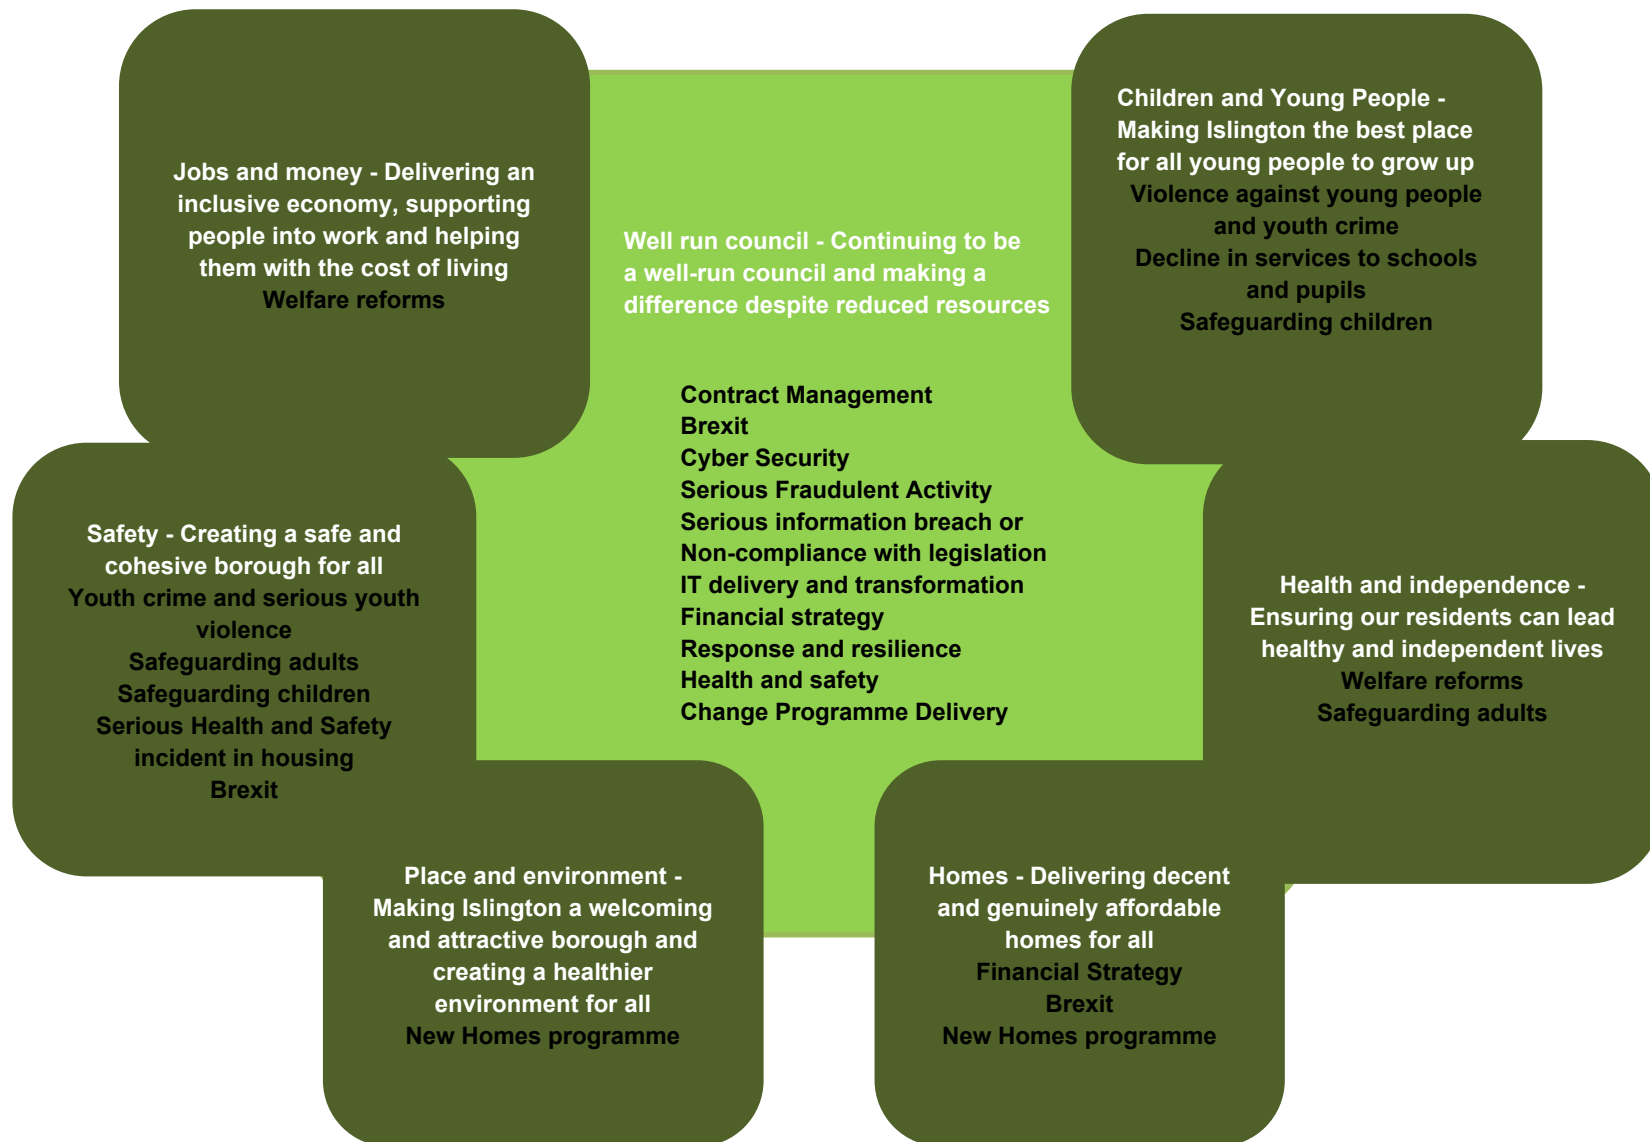 Jobs and money - Delivering an
inclusive economy, supporting
people into work and helping
them with the cost of living
Welfare reforms
Well run council - Continuing to be
a well-run council and making a
difference despite reduced resources
Contract Management
Brexit
Cyber Security
Serious Fraudulent Activity
Serious information breach or
Non-compliance with legislation
IT delivery and transformation
Financial strategy
Response and resilience
Health and safety
Change Programme Delivery
Children and Young People -
Making Islington the best place
for all young people to grow up
Violence against young people
and youth crime
Decline in services to schools
and pupils
Safeguarding children
Safety - Creating a safe and
cohesive borough for all
Youth crime and serious youth
violence
Safeguarding adults
Safeguarding children
Serious Health and Safety
incident in housing
Brexit
Health and independence -
Ensuring our residents can lead
healthy and independent lives
Welfare reforms
Safeguarding adults
Place and environment -
Making Islington a welcoming
and attractive borough and
creating a healthier
environment for all
New Homes programme
Homes - Delivering decent
and genuinely affordable
homes for all
Financial Strategy
Brexit
New Homes programme